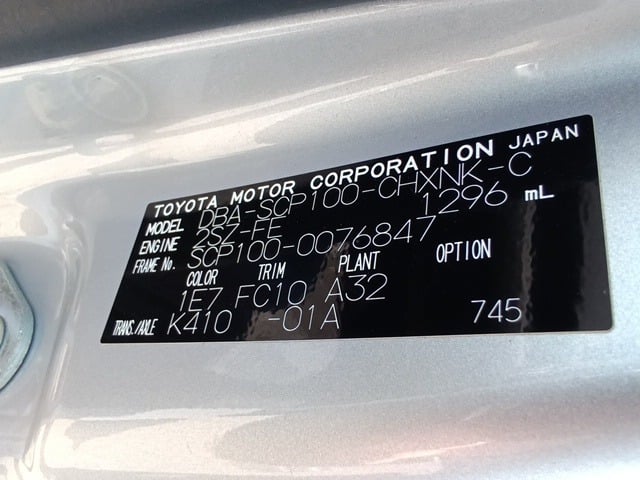 TOYOTA MOTOR CORPORATION JAPAN
MODEL DBA-SCP100-CHXNK-C
ENGINE 2SZ-FE 1296 mL
FRAME No. SCP100-0076847
COLOR TRIM PLANT OPTION
1E7 FC10 A32
TRANS./AXLE K410 -01A 745